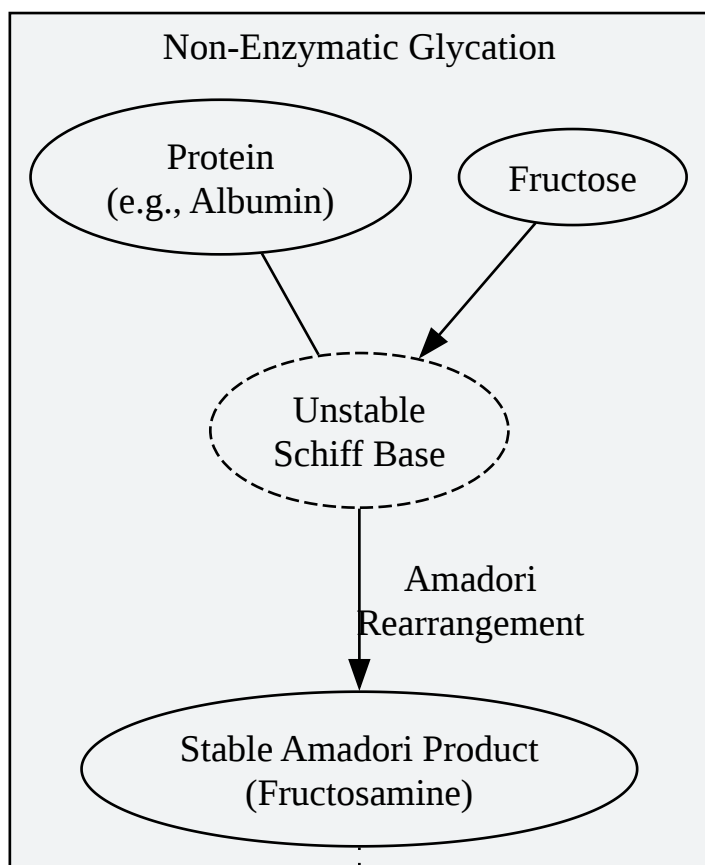 Non-Enzymatic Glycation
Protein
(e.g., Albumin)
Fructose
Unstable
Schiff Base
Amadori
Rearrangement
Stable Amadori Product
(Fructosamine)